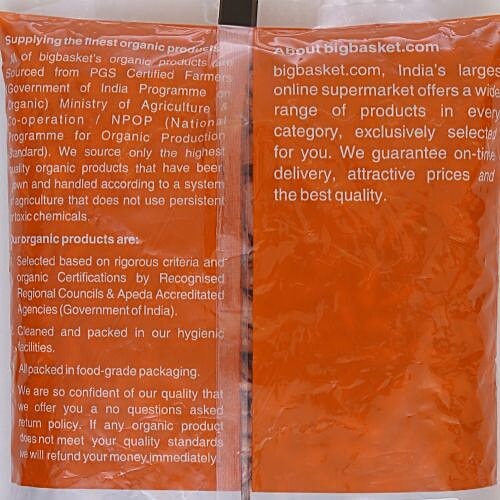 Supplying the finest organic products.
All of bigbasket's organic products are
Sourced from PGS Certified Farmers
(Government of India Programme on
Organic) Ministry of Agriculture &
Co-operation / NPOP (National
Programme for Organic Production
Standard). We source only the highest
quality organic products that have been
grown and handled according to a system
of agriculture that does not use persistent
or toxic chemicals.
Our organic products are:
Selected based on rigorous criteria and
organic Certifications by Recognised
Regional Councils & Apeda Accreditated
Agencies (Government of India).
Cleaned and packed in our hygienic
facilities.
All packed in food-grade packaging.
We are so confident of our quality that
we offer you a no questions asked
return policy. If any organic product
does not meet your quality standards
we will refund your money immediately.
About bigbasket.com
bigbasket.com, India's largest
online supermarket offers a wide
range of products in every
category, exclusively selected
for you. We guarantee on-time
delivery, attractive prices and
the best quality.